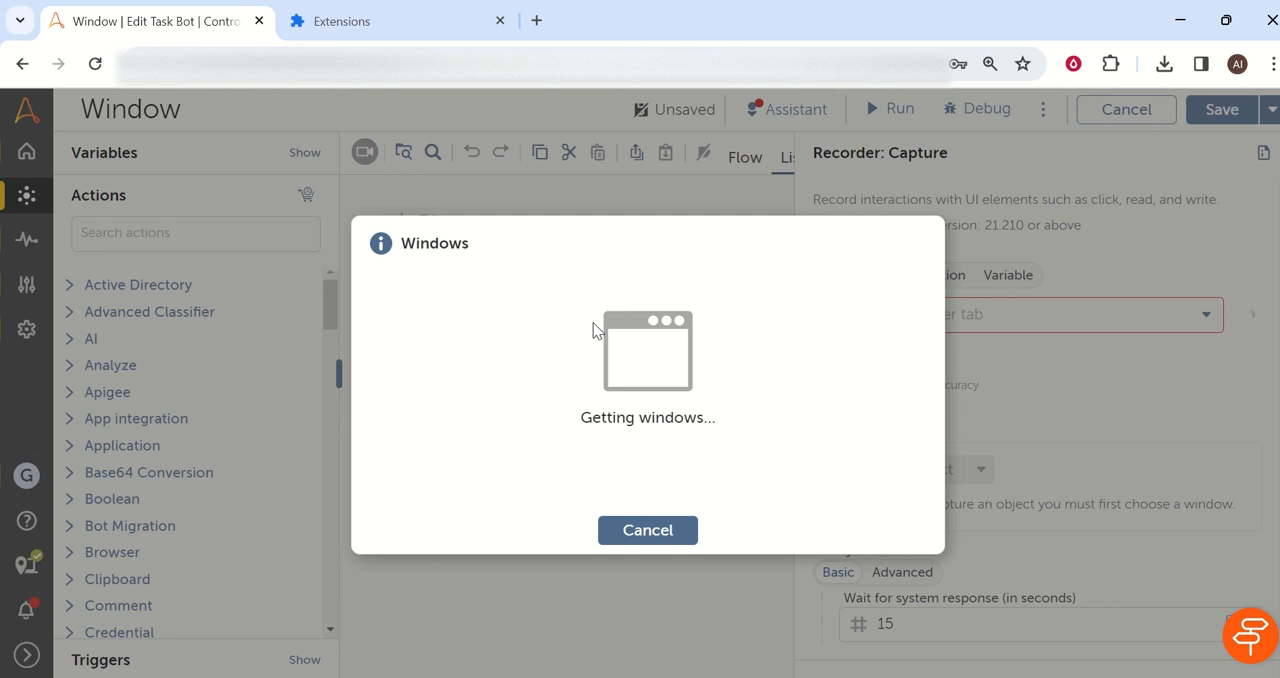 Window | Edit Task Bot | Contro
Extensions
AI
Window
Unsaved
Assistant
Run
Debug
Cancel
Save
Variables
Show
Flow
Lis
Recorder: Capture
Actions
Search actions
Record interactions with UI elements such as click, read, and write.
ersion: 21.210 or above
Windows
Active Directory
ion
Variable
Advanced Classifier
er tab
AI
Analyze
Apigee
curacy
App integration
Getting windows...
Application
Base64 Conversion
ct
G
Boolean
pture an object you must first choose a window.
Bot Migration
Cancel
Browser
Clipboard
Basic
Advanced
Comment
Wait for system response (in seconds)
Credential
15
Triggers
Show